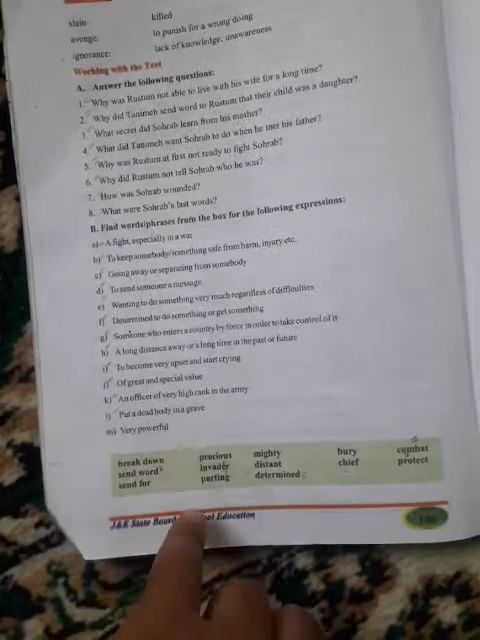 slain: killed
avenge: to punish for a wrong doing
ignorance: lack of knowledge; unawareness
Working with the Text
A. Answer the following questions:
1. Why was Rustum not able to live with his wife for a long time?
2. Why did Tanimeh send word to Rustum that their child was a daughter?
3. What secret did Sohrab learn from his mother?
4. What did Tanimeh want Sohrab to do when he met his father?
5. Why was Rustum at first not ready to fight Sohrab?
6. Why did Rustum not tell Sohrab who he was?
7. How was Sohrab wounded?
8. What were Sohrab's last words?
B. Find words/phrases from the box for the following expressions:
a) A fight, especially in a war
b) To keep somebody/something safe from harm, injury etc.
c) Going away or separating from somebody
d) To send someone a message
e) Wanting to do something very much regardless of difficulties
f) Determined to do something or get something
g) Someone who enters a country by force in order to take control of it
h) A long distance away or a long time in the past or future
i) To become very upset and start crying
j) Of great and special value
k) An officer of very high rank in the army
l) Put a dead body in a grave
m) Very powerful
break down precious mighty bury combat
send word invader distant chief protect
send for parting determined
J&K State Board Education